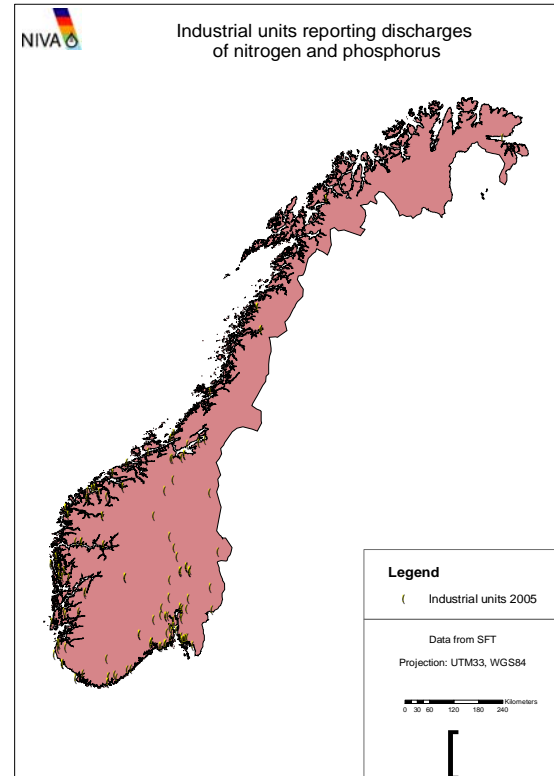 NIVA
Industrial units reporting discharges
of nitrogen and phosphorus
Legend
Industrial units 2005
Data from SFT
Projection: UTM33, WGS84
Kilometers
0 30 60 120 180 240